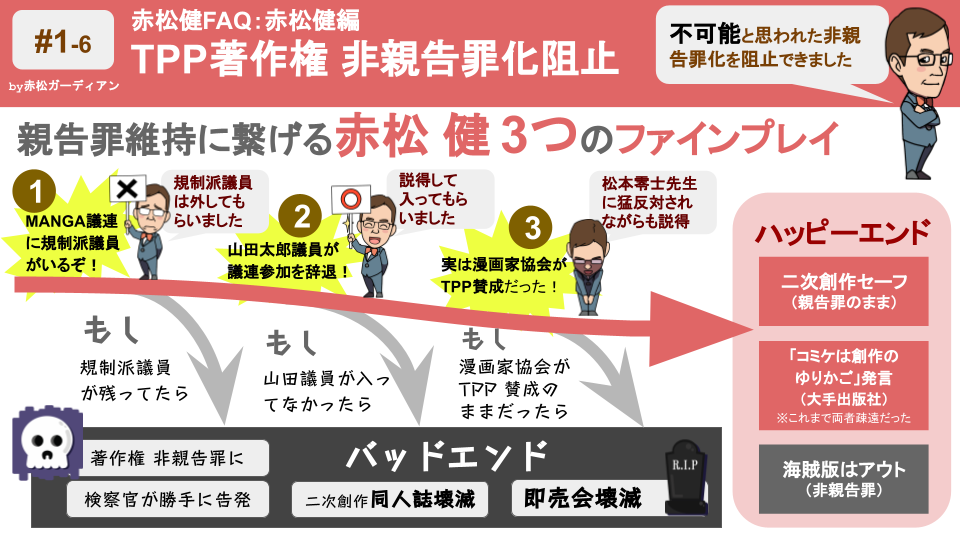 #1-6
by赤松ガーディアン
赤松健FAQ：赤松健編
TPP著作権 非親告罪化阻止
不可能と思われた非親
告罪化を阻止できました
親告罪維持に繋げる赤松 健 3つのファインプレイ
1
MANGA議連
に規制派議員
がいるぞ！
規制派議員
は外しても
らいました
2
山田太郎議員が
議連参加を辞退！
説得して
入ってもら
いました
3
実は漫画家協会が
TPP賛成だった！
松本零士先生
に猛反対され
ながらも説得
もし
規制派議員
が残ってたら
もし
山田議員が入っ
てなかったら
もし
漫画家協会が
TPP 賛成の
ままだったら
バッドエンド
著作権 非親告罪に
検察官が勝手に告発
二次創作 同人誌壊滅
即売会壊滅
R.I.P
ハッピーエンド
二次創作セーフ
（親告罪のまま）
「コミケは創作の
ゆりかご」発言
（大手出版社）
※これまで両者疎遠だった
海賊版はアウト
（非親告罪）